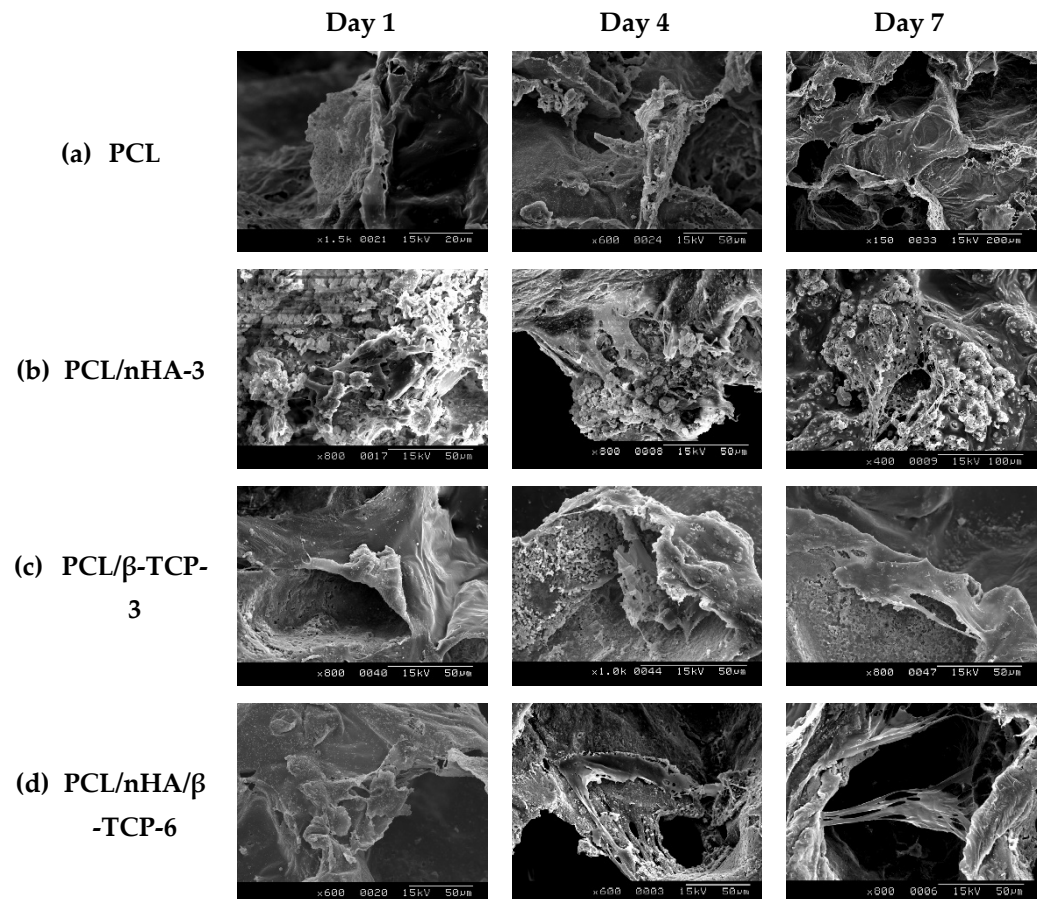 Day 1 Day 4 Day 7
(a) PCL
x1.5k 0021 15kV 20µm
x600 0024 15kV 50µm
x150 0033 15kV 200µm
(b) PCL/nHA-3
x800 0017 15kV 50µm
x800 0008 15kV 50µm
x400 0009 15kV 100µm
(c) PCL/β-TCP-
3
x800 0040 15kV 50µm
x1.0k 0044 15kV 50µm
x800 0047 15kV 50µm
(d) PCL/nHA/β
-TCP-6
x600 0020 15kV 50µm
x600 0003 15kV 50µm
x800 0006 15kV 50µm